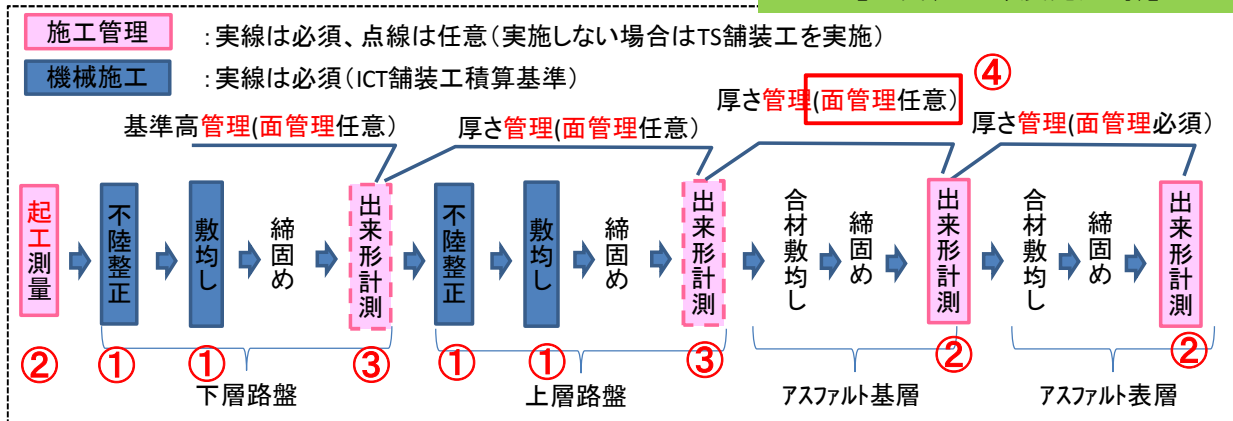 施工管理 ：実線は必須、点線は任意（実施しない場合はTS舗装工を実施）
機械施工 ：実線は必須（ICT舗装工積算基準）
④
基準高管理(面管理任意）
厚さ管理(面管理任意）
厚さ管理(面管理任意）
厚さ管理(面管理必須）
起工測量
不陸整正
敷均し
締固め
出来形計測
不陸整正
敷均し
締固め
出来形計測
合材敷均し
締固め
出来形計測
合材敷均し
締固め
出来形計測
② ① ① ③ ① ① ③ ② ②
下層路盤
上層路盤
アスファルト基層
アスファルト表層